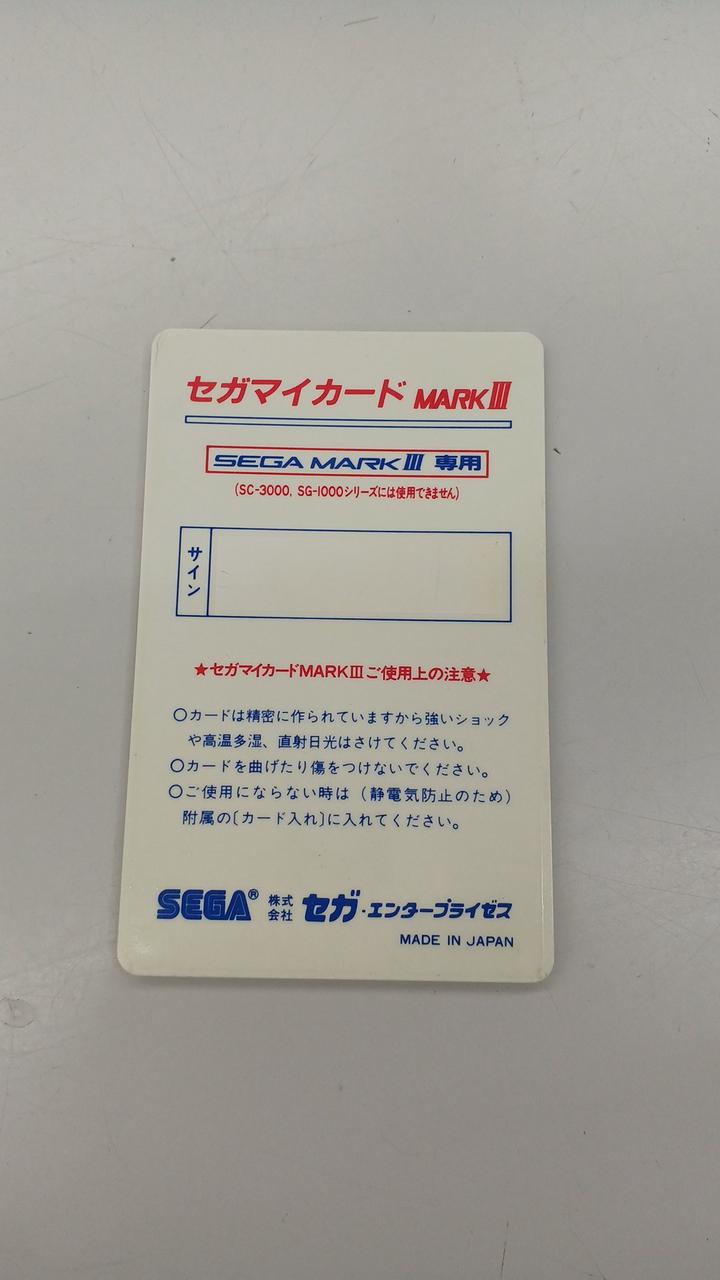 セガマイカード MARKⅢ
SEGA MARKⅢ 専用
(SC-3000, SG-1000シリーズには使用できません)
サイン
★セガマイカードMARKⅢご使用上の注意★
○カードは精密に作られていますから強いショック
や高温多湿、直射日光はさけてください。
○カードを曲げたり傷をつけないでください。
○ご使用にならない時は（静電気防止のため）
附属の〔カード入れ〕に入れてください。
SEGA® 株式会社 セガ・エンタープライゼス
MADE IN JAPAN